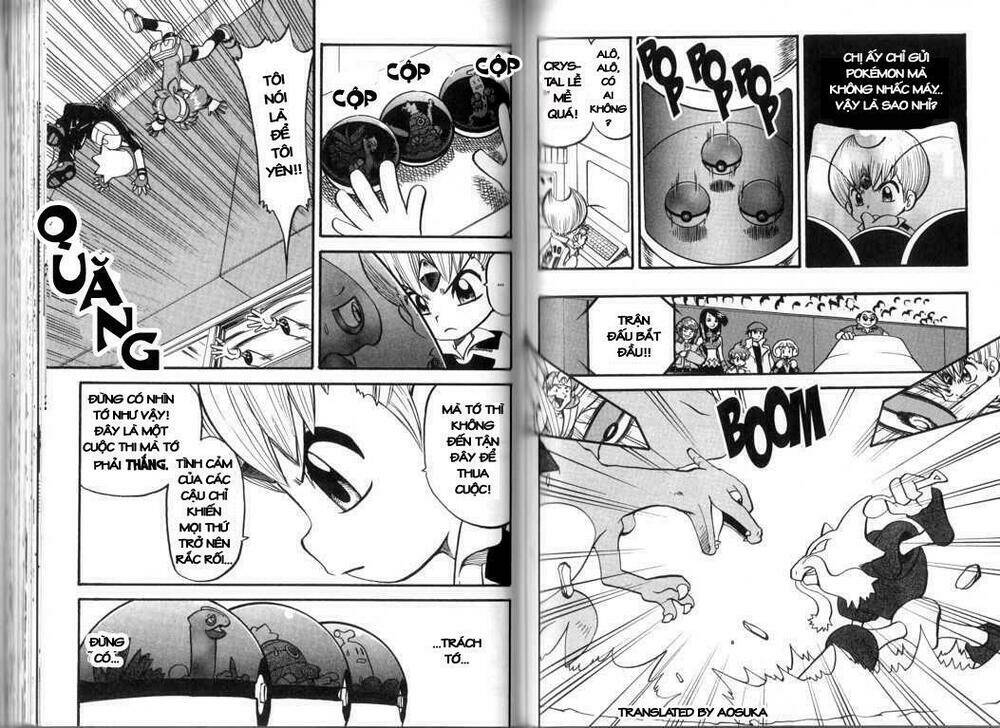 CHỊ ẤY CHỈ GỬI
POKÉMON MÀ
KHÔNG NHẤC MÁY..
VẬY LÀ SAO NHỈ?
POP
POP
POP
ALÔ,
ALÔ,
CÓ AI
KHÔNG
?
CRYS-
TAL LỀ
MỀ
QUÁ!
TRẬN
ĐẤU BẮT
ĐẦU!!
BOOM
TRANSLATED BY AOSUKA
CỘP
CỘP
CỘP
TÔI
NÓI
LÀ ĐỂ
TÔI
YÊN!!
QUĂNG
MÀ TỚ THÌ
KHÔNG
ĐẾN TẬN
ĐÂY ĐỂ
THUA
CUỘC!
ĐỪNG CÓ NHÌN
TỚ NHƯ VẬY!
ĐÂY LÀ MỘT
CUỘC THI MÀ TỚ
PHẢI THẮNG.
TÌNH CẢM
CỦA CÁC
CẬU CHỈ
KHIẾN
MỌI THỨ
TRỞ NÊN
RẮC RỐI...
...TRÁCH
TỚ...
ĐỪNG
CÓ...